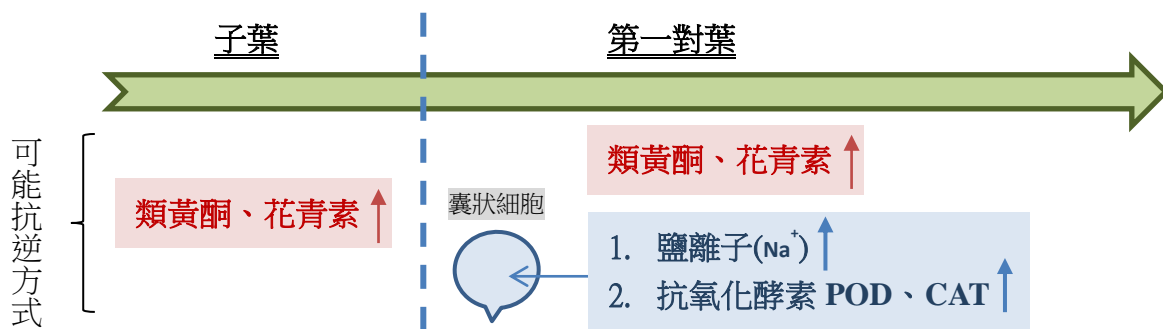 子葉
第一對葉
可能抗逆方式
類黃酮、花青素
類黃酮、花青素
囊狀細胞
1. 鹽離子(Na⁺)
2. 抗氧化酵素 POD、CAT